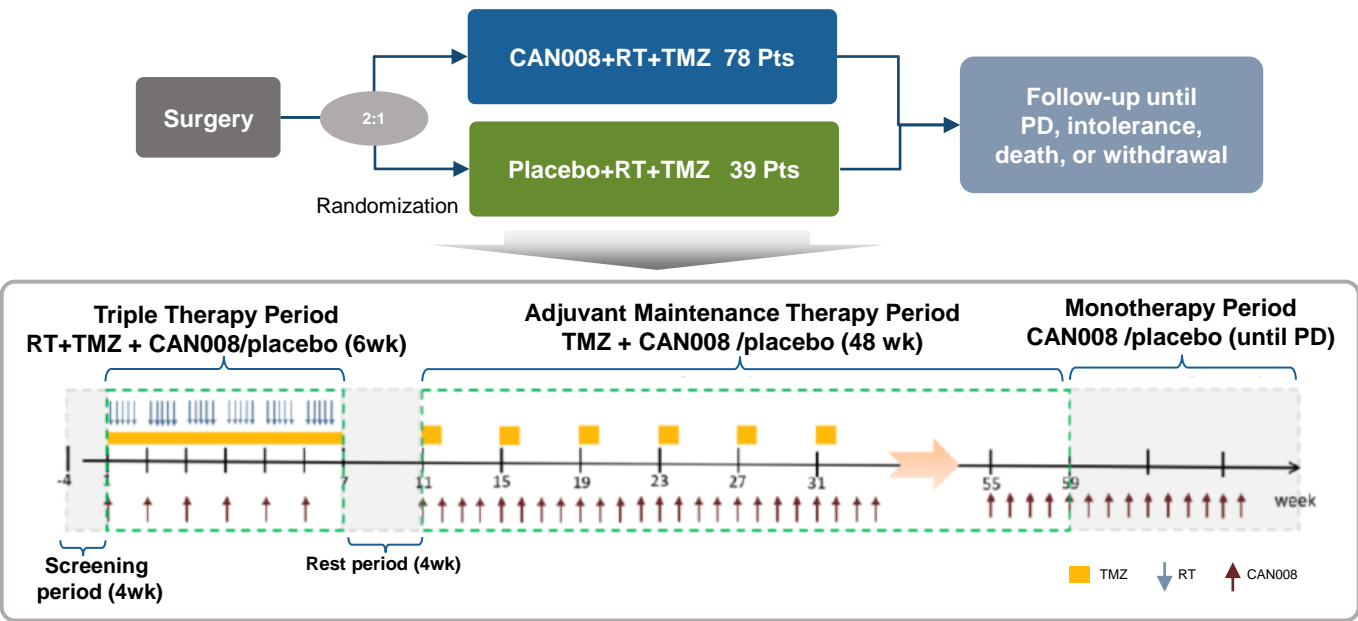 Surgery
2:1
Randomization
CAN008+RT+TMZ 78 Pts
Placebo+RT+TMZ 39 Pts
Follow-up until
PD, intolerance,
death, or withdrawal
Triple Therapy Period
RT+TMZ + CAN008/placebo (6wk)
Adjuvant Maintenance Therapy Period
TMZ + CAN008 /placebo (48 wk)
Monotherapy Period
CAN008 /placebo (until PD)
-4 1 7 11 15 19 23 27 31 55 59
week
Screening
period (4wk)
Rest period (4wk)
TMZ RT CAN008